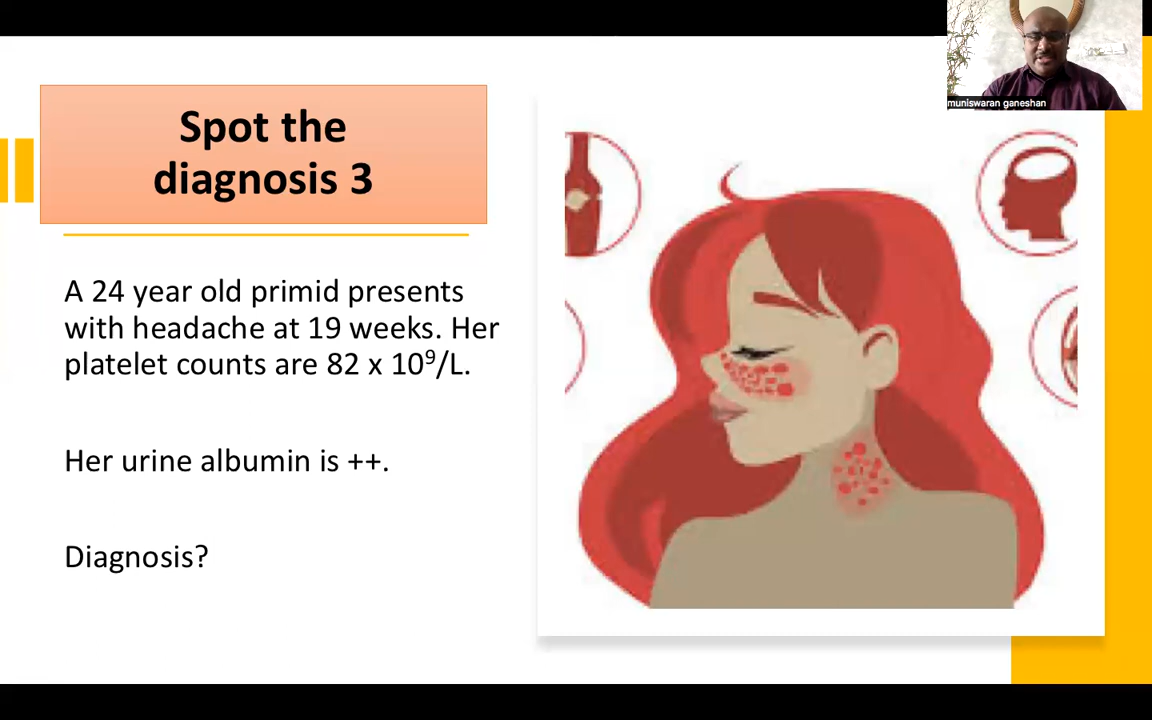 muniswaran ganeshan
Spot the
diagnosis 3
A 24 year old primid presents
with headache at 19 weeks. Her
platelet counts are 82 x 10⁹/L.
Her urine albumin is ++.
Diagnosis?